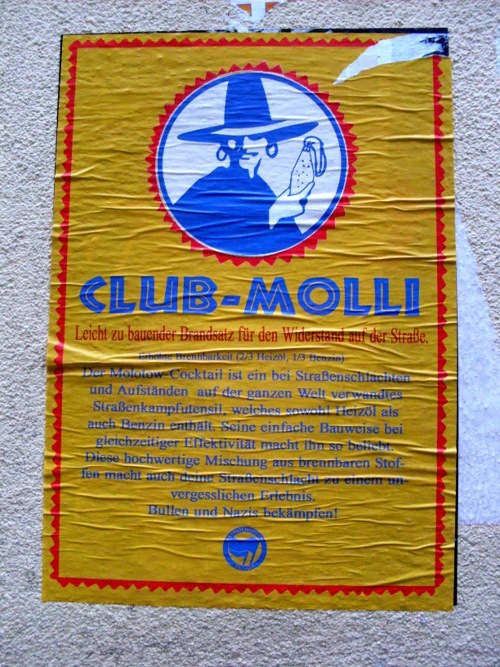 CLUB-MOLLI
Leicht zu bauender Brandsatz für den Widerstand auf der Straße.
Erhöhte Brennbarkeit (2/3 Heizöl, 1/3 Benzin)
Der Molotow-Cocktail ist ein bei Straßenschlachten
und Aufständen auf der ganzen Welt verwandtes
Straßenkampfutensil, welches sowohl Heizöl als
auch Benzin enthält. Seine einfache Bauweise bei
gleichzeitiger Effektivität macht ihn so beliebt.
Diese hochwertige Mischung aus brennbaren Stof-
fen macht auch deine Straßenschlacht zu einem un-
vergesslichen Erlebnis.
Bullen und Nazis bekämpfen!